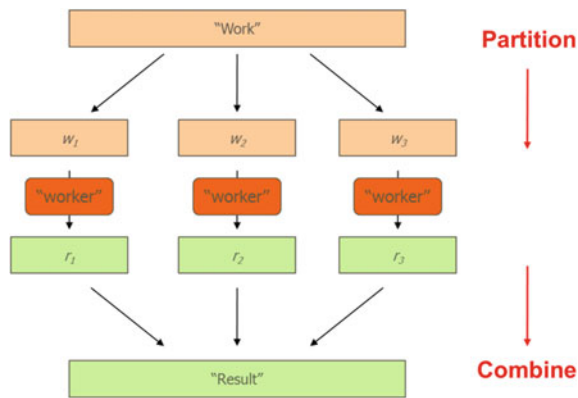 "Work"
Partition
w1
w2
w3
"worker"
"worker"
"worker"
r1
r2
r3
"Result"
Combine